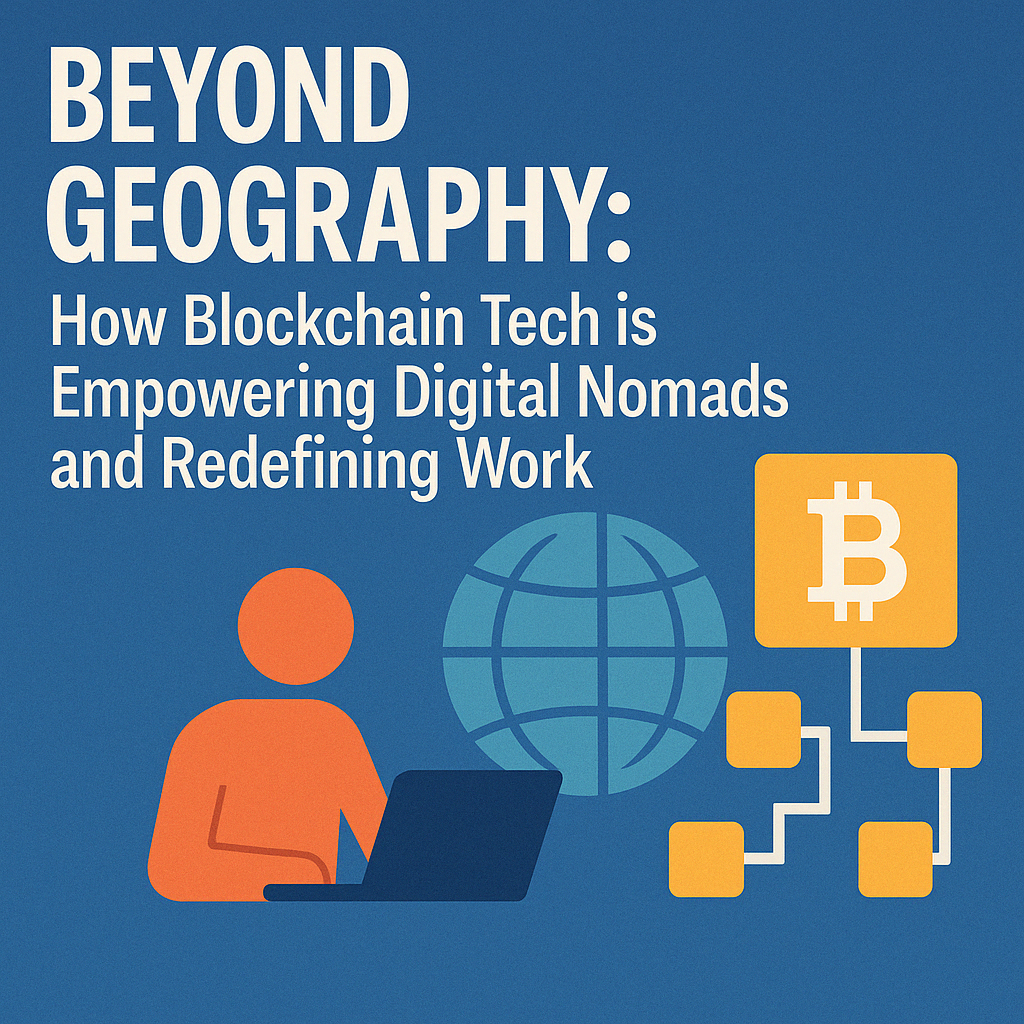 BEYOND
GEOGRAPHY:
How Blockchain Tech is
Empowering Digital Nomads
and Redefining Work